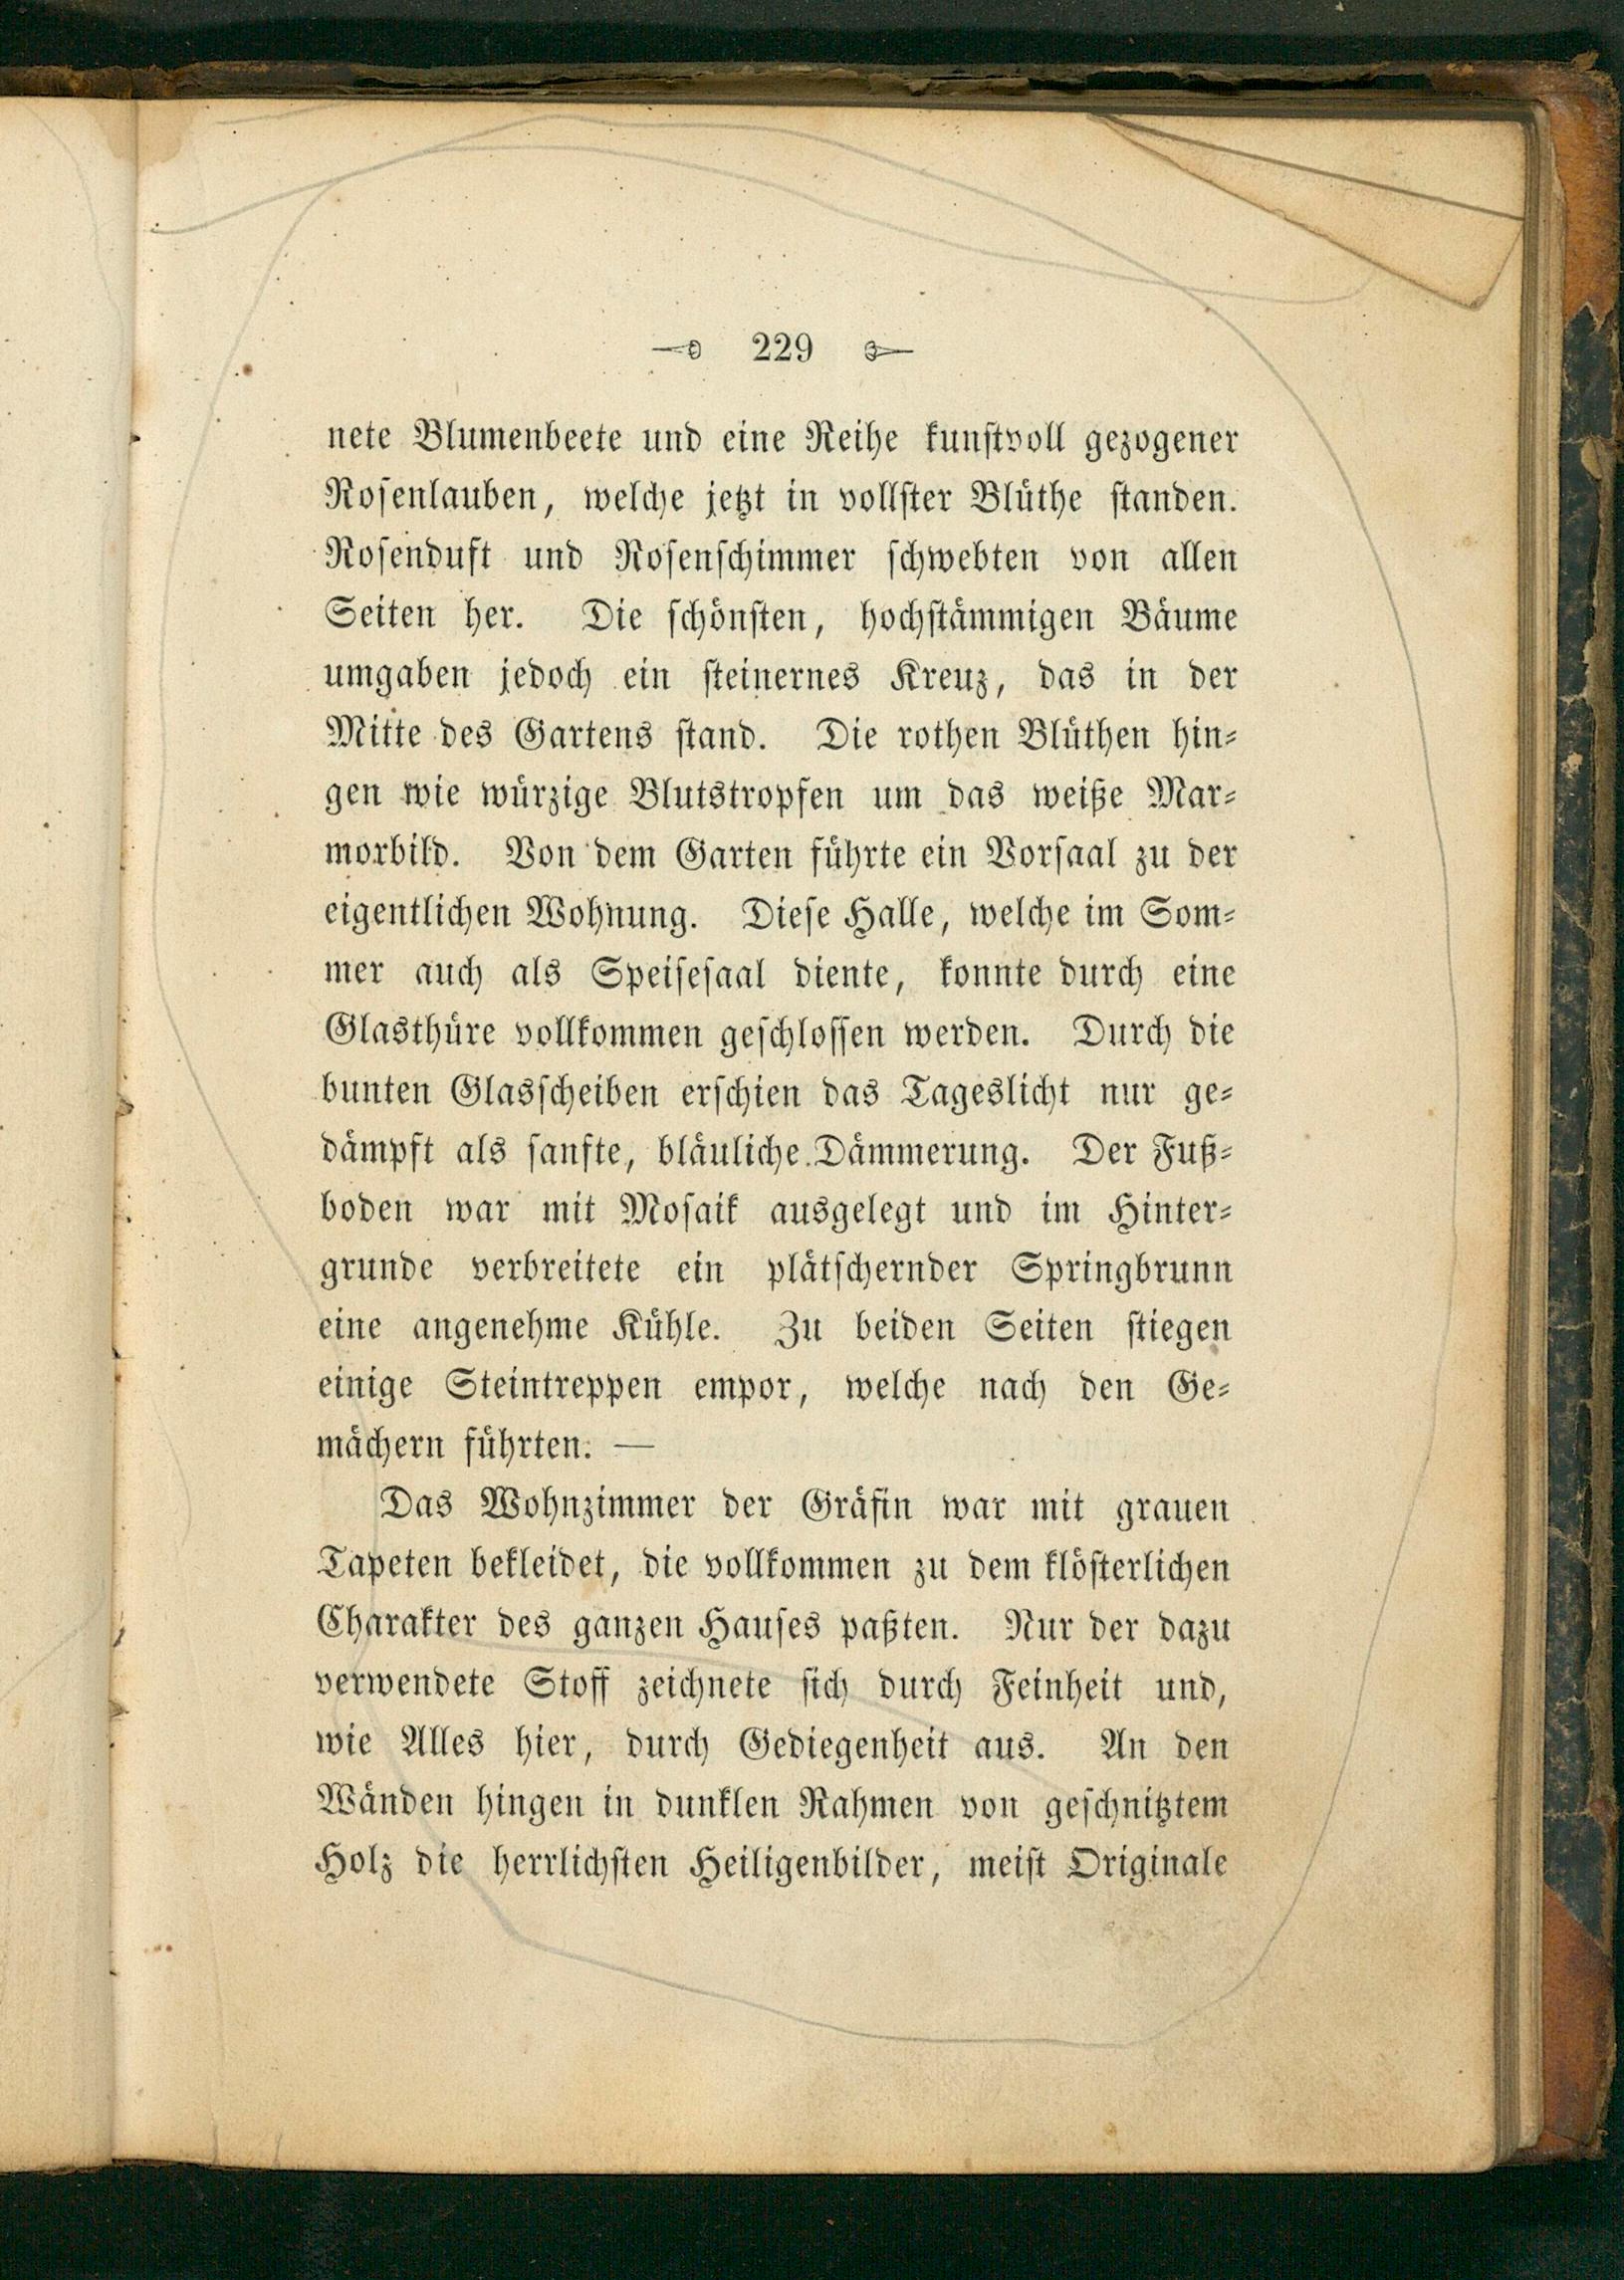 229
nete Blumenbeete und eine Reihe kunstvoll gezogener
Rosenlauben, welche jetzt in vollster Blüthe standen.
Rosenduft und Rosenschimmer schwebten von allen
Seiten her. Die schönsten, hochstämmigen Bäume
umgaben jedoch ein steinernes Kreuz, das in der
Mitte des Gartens stand. Die rothen Blüthen hin-
gen wie würzige Blutstropfen um das weiße Mar-
morbild. Von dem Garten führte ein Vorsaal zu der
eigentlichen Wohnung. Diese Halle, welche im Som-
mer auch als Speisesaal diente, konnte durch eine
Glasthüre vollkommen geschlossen werden. Durch die
bunten Glasscheiben erschien das Tageslicht nur ge-
dämpft als sanfte, bläuliche Dämmerung. Der Fuß-
boden war mit Mosaik ausgelegt und im Hinter-
grunde verbreitete ein plätschernder Springbrunn
eine angenehme Kühle. Zu beiden Seiten stiegen
einige Steintreppen empor, welche nach den Ge-
mächern führten. —
Das Wohnzimmer der Gräfin war mit grauen
Tapeten bekleidet, die vollkommen zu dem klösterlichen
Charakter des ganzen Hauses paßten. Nur der dazu
verwendete Stoff zeichnete sich durch Feinheit und,
wie Alles hier, durch Gediegenheit aus. An den
Wänden hingen in dunklen Rahmen von geschnitztem
Holz die herrlichsten Heiligenbilder, meist Originale